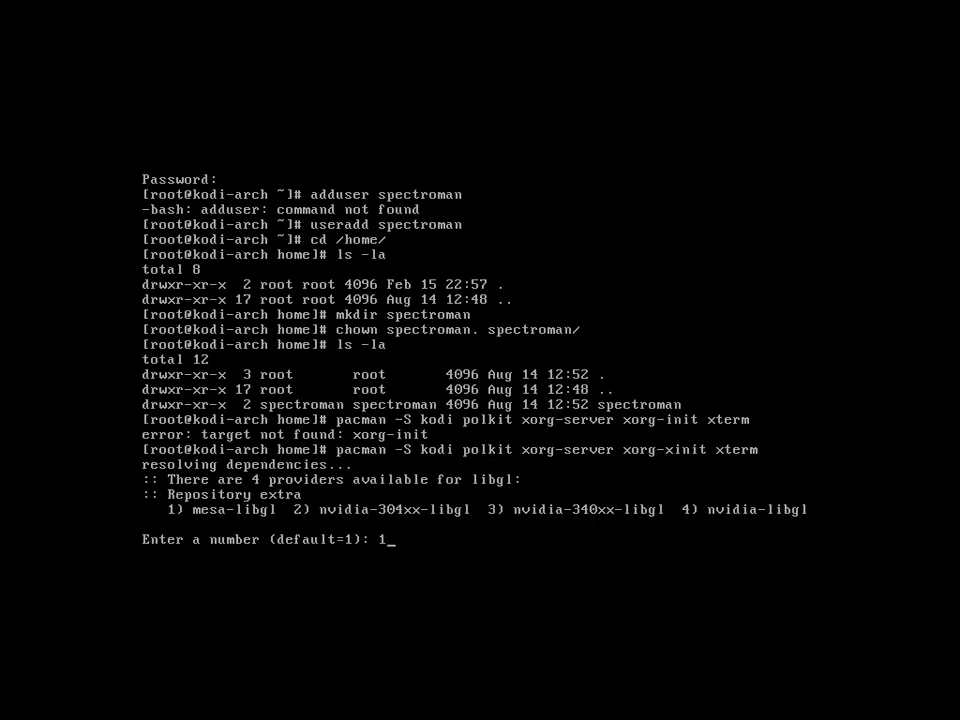 Password:
[root@kodi-arch ~]# adduser spectroman
-bash: adduser: command not found
[root@kodi-arch ~]# useradd spectroman
[root@kodi-arch ~]# cd /home/
[root@kodi-arch home]# ls -la
total 8
drwxr-xr-x  2 root root 4096 Feb 15 22:57 .
drwxr-xr-x 17 root root 4096 Aug 14 12:48 ..
[root@kodi-arch home]# mkdir spectroman
[root@kodi-arch home]# chown spectroman. spectroman/
[root@kodi-arch home]# ls -la
total 12
drwxr-xr-x  3 root       root       4096 Aug 14 12:52 .
drwxr-xr-x 17 root       root       4096 Aug 14 12:48 ..
drwxr-xr-x  2 spectroman spectroman 4096 Aug 14 12:52 spectroman
[root@kodi-arch home]# pacman -S kodi polkit xorg-server xorg-init xterm
error: target not found: xorg-init
[root@kodi-arch home]# pacman -S kodi polkit xorg-server xorg-xinit xterm
resolving dependencies...
:: There are 4 providers available for libgl:
:: Repository extra
   1) mesa-libgl  2) nvidia-304xx-libgl  3) nvidia-340xx-libgl  4) nvidia-libgl
Enter a number (default=1): 1_